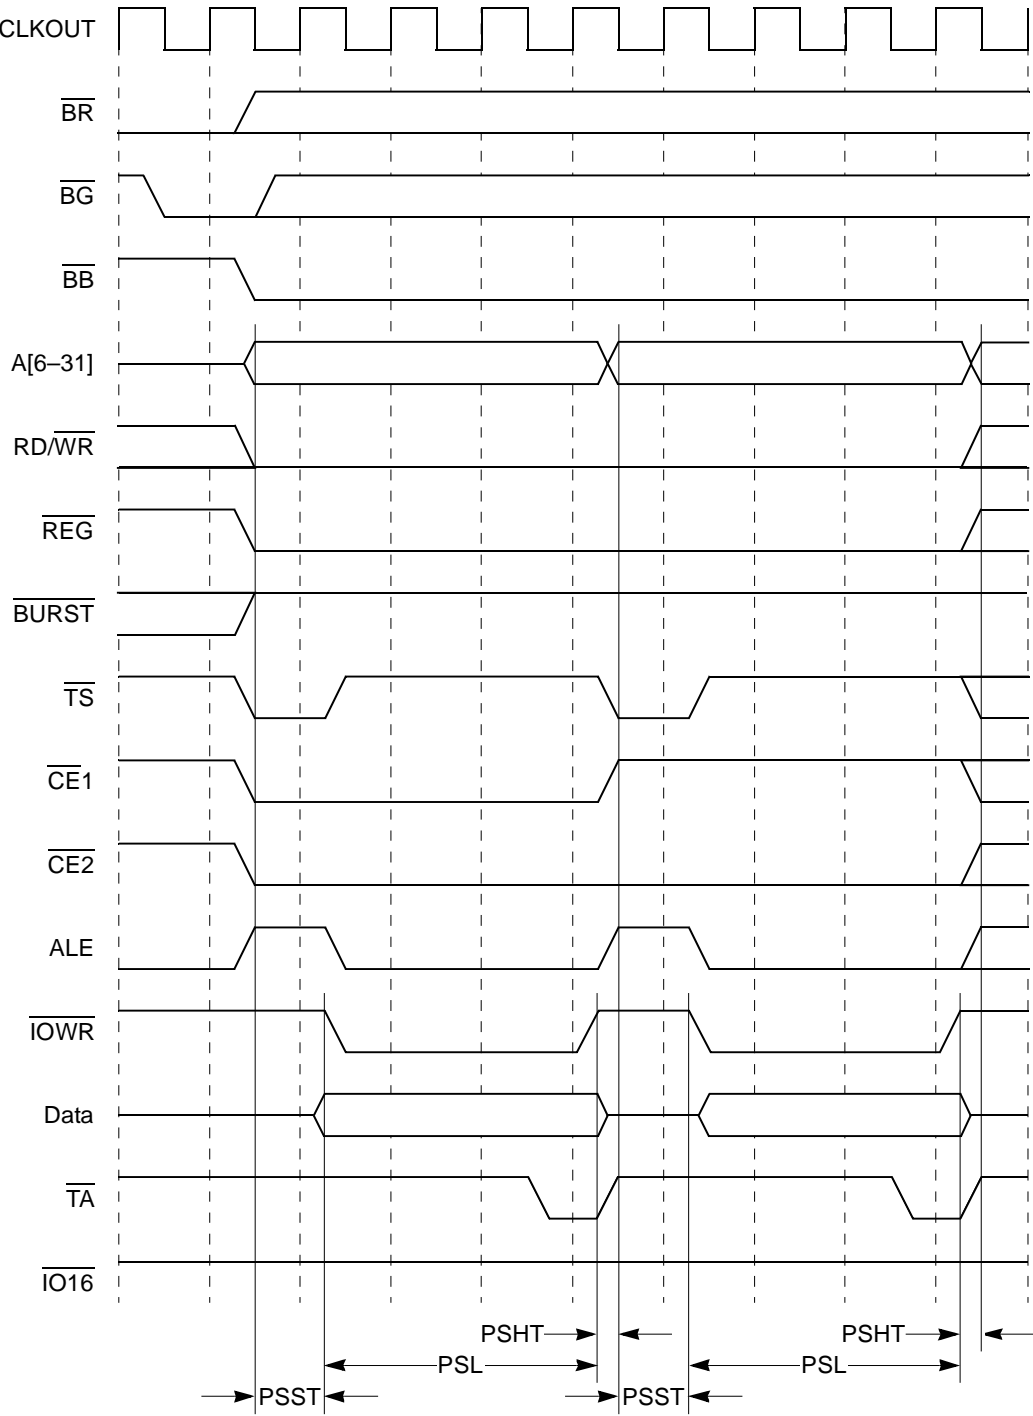 CLKOUT
BR
BG
BB
A[6–31]
RD/WR
REG
BURST
TS
CE1
CE2
ALE
IOWR
Data
TA
IO16
PSHT PSHT
PSL PSL
PSST PSST